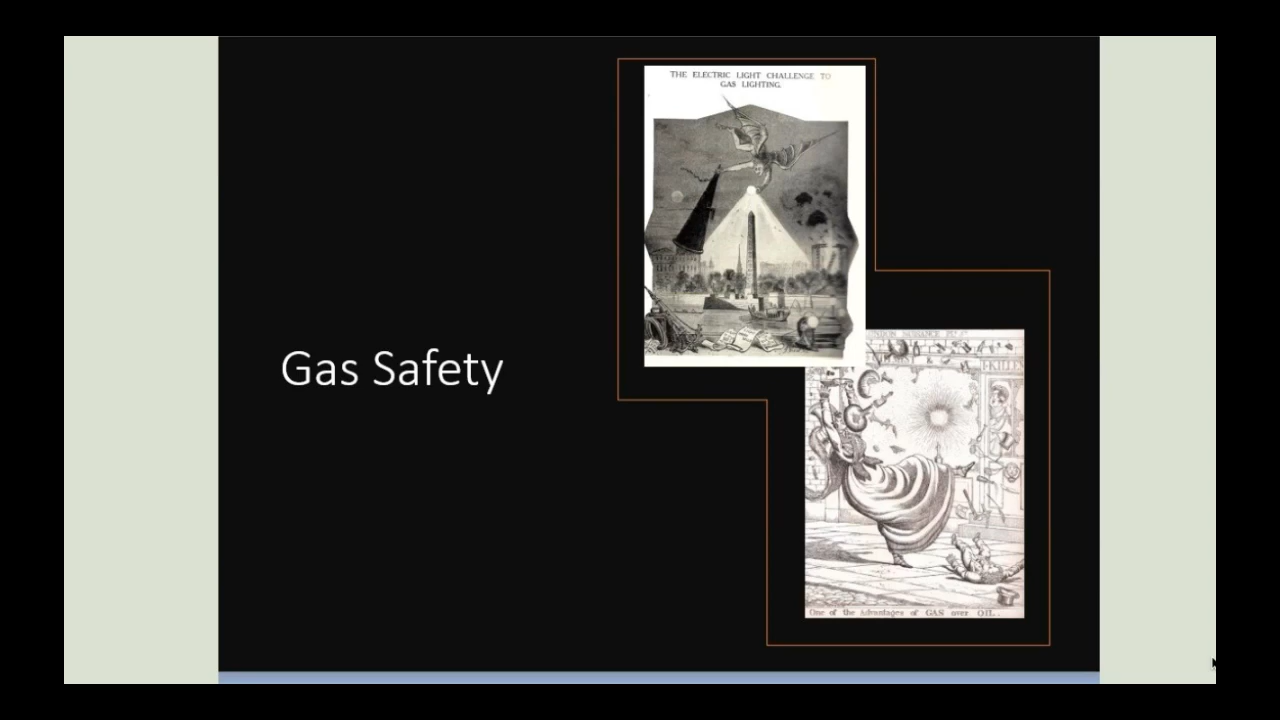 THE ELECTRIC LIGHT CHALLENGE TO
GAS LIGHTING.
Gas Safety
One of the Advantages of GAS over OIL.